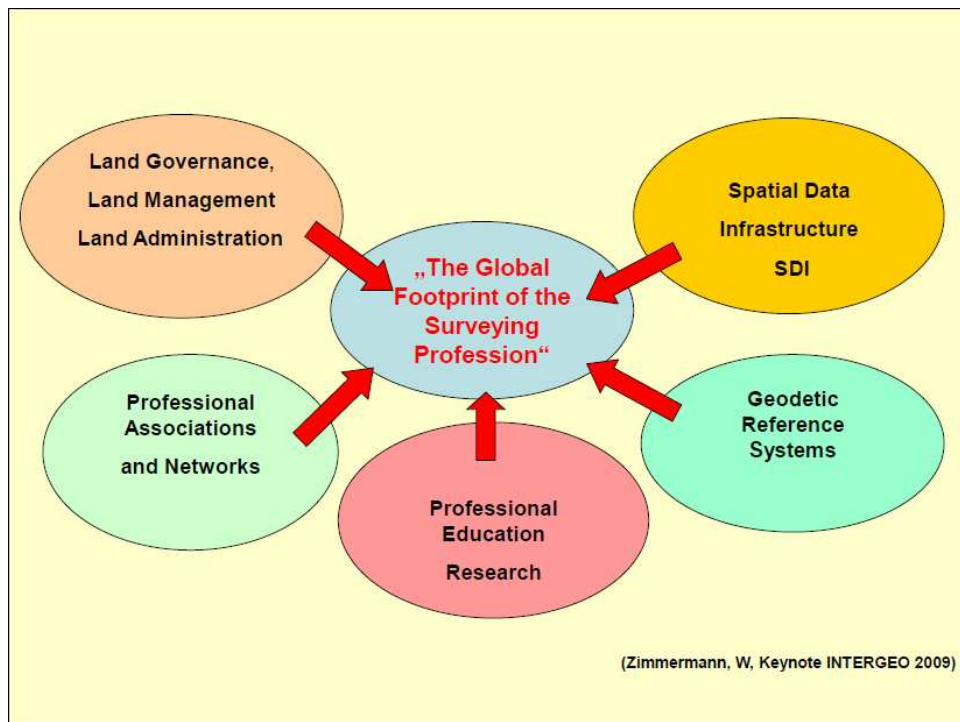 Land Governance,
Land Management
Land Administration
Spatial Data
Infrastructure
SDI
„The Global
Footprint of the
Surveying
Profession“
Professional
Associations
and Networks
Geodetic
Reference
Systems
Professional
Education
Research
(Zimmermann, W, Keynote INTERGEO 2009)